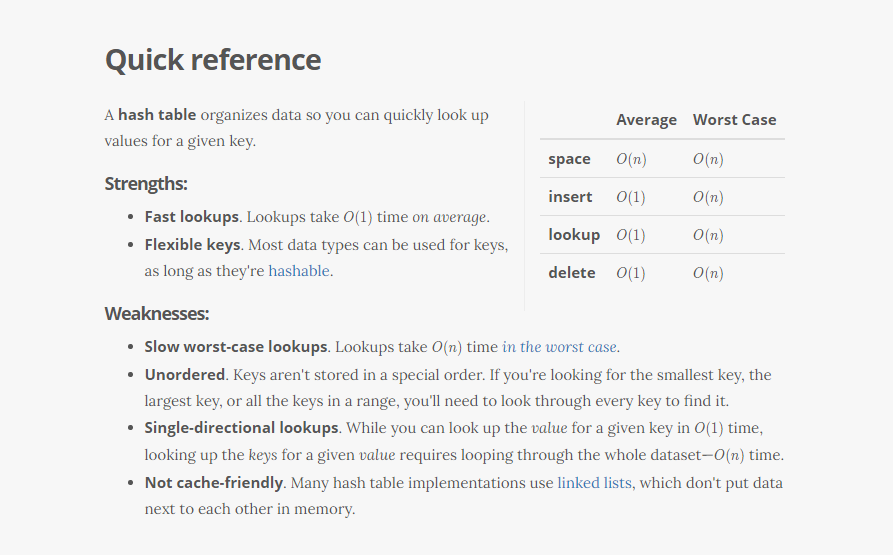 Quick reference
A hash table organizes data so you can quickly look up
values for a given key.
Strengths:
• Fast lookups. Lookups take O(1) time on average.
• Flexible keys. Most data types can be used for keys,
as long as they're hashable.
Average Worst Case
space O(n) O(n)
insert O(1) O(n)
lookup O(1) O(n)
delete O(1) O(n)
Weaknesses:
• Slow worst-case lookups. Lookups take O(n) time in the worst case.
• Unordered. Keys aren't stored in a special order. If you're looking for the smallest key, the
largest key, or all the keys in a range, you'll need to look through every key to find it.
• Single-directional lookups. While you can look up the value for a given key in O(1) time,
looking up the keys for a given value requires looping through the whole dataset—O(n) time.
• Not cache-friendly. Many hash table implementations use linked lists, which don't put data
next to each other in memory.